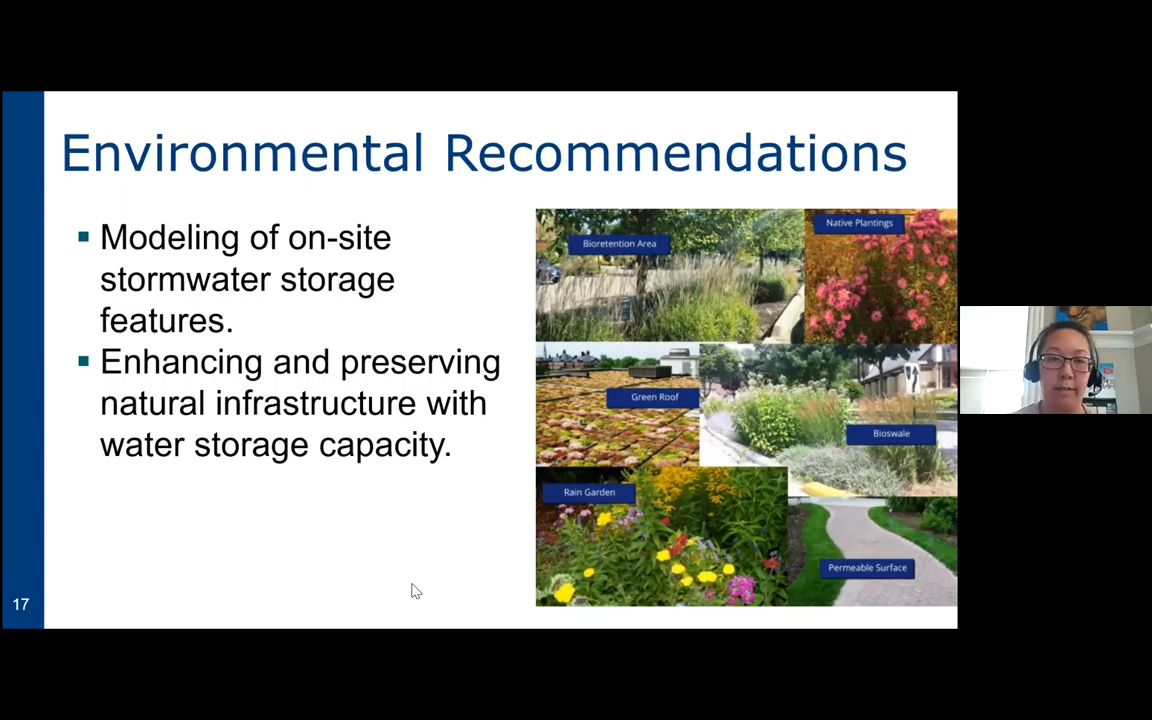 Environmental Recommendations
Modeling of on-site
stormwater storage
features.
Enhancing and preserving
natural infrastructure with
water storage capacity.
Bioretention Area
Native Plantings
Green Roof
Bioswale
Rain Garden
Permeable Surface
17